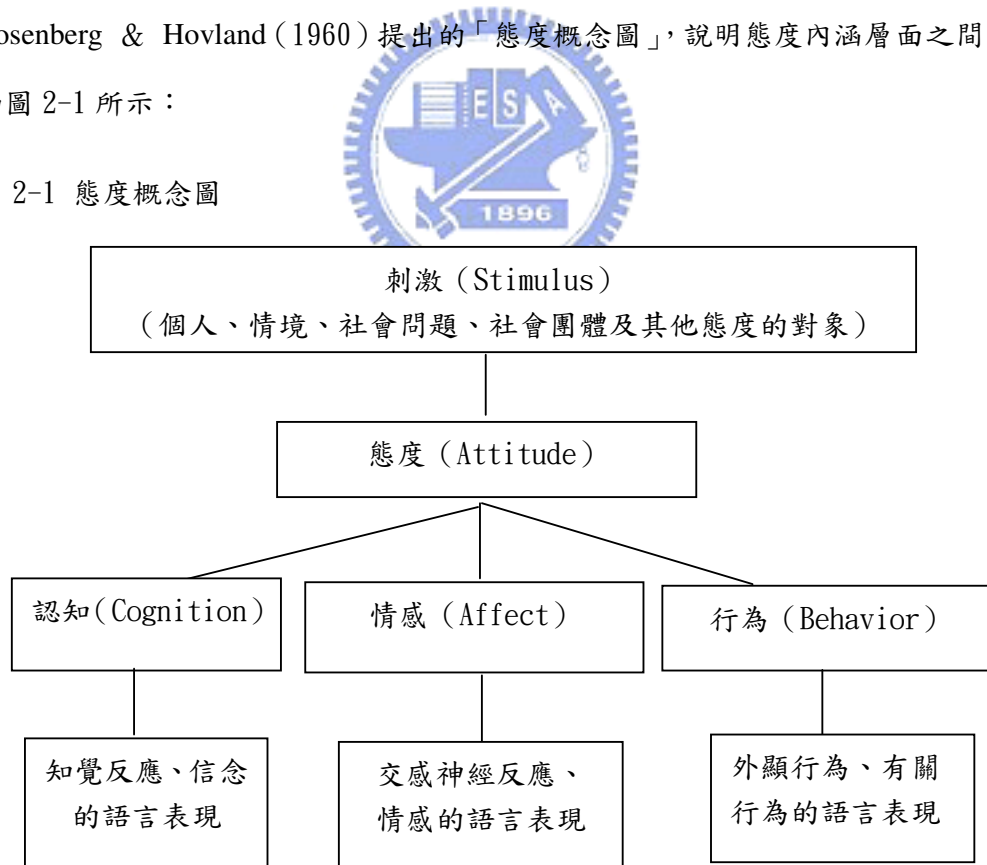 osenberg & Hovland（1960）提出的「態度概念圖」，說明態度內涵層面之間
圖 2-1 所示：
2-1 態度概念圖
ESA
1896
刺激（Stimulus）
（個人、情境、社會問題、社會團體及其他態度的對象）
態度（Attitude）
認知（Cognition）
情感（Affect）
行為（Behavior）
知覺反應、信念
的語言表現
交感神經反應、
情感的語言表現
外顯行為、有關
行為的語言表現